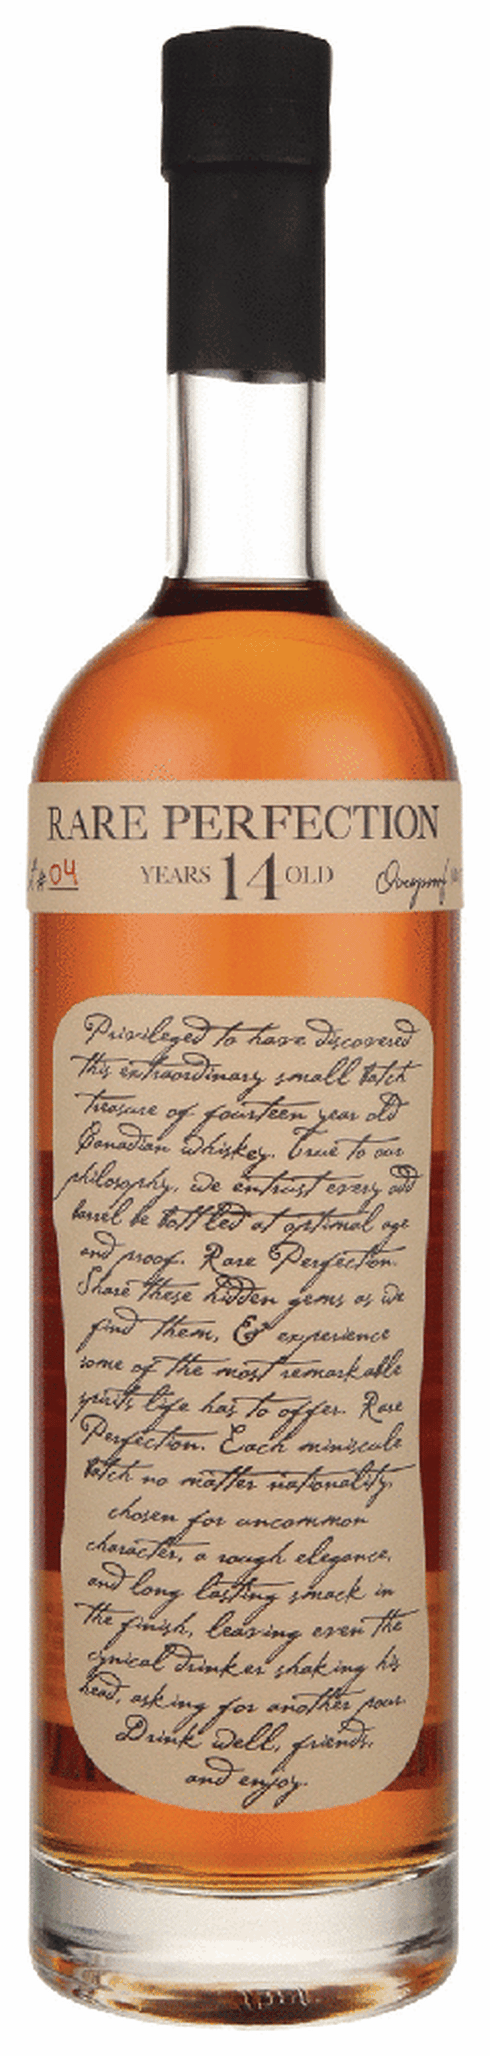 RARE PERFECTION
#04 YEARS 14 OLD Overproof
Privileged to have discovered
this extraordinary small batch
treasure of fourteen year old
Canadian whiskey. True to our
philosophy, we entrust every odd
barrel be bottled at optimal age
and proof. Rare Perfection.
Share these hidden gems as we
find them, & experience
some of the most remarkable
spirits life has to offer. Rare
Perfection. Each miniscule
batch no matter nationality,
chosen for uncommon
character, a rough elegance,
and long lasting smack in
the finish, leaving even the
cynical drinker shaking his
head, asking for another pour.
Drink well, friends,
and enjoy.